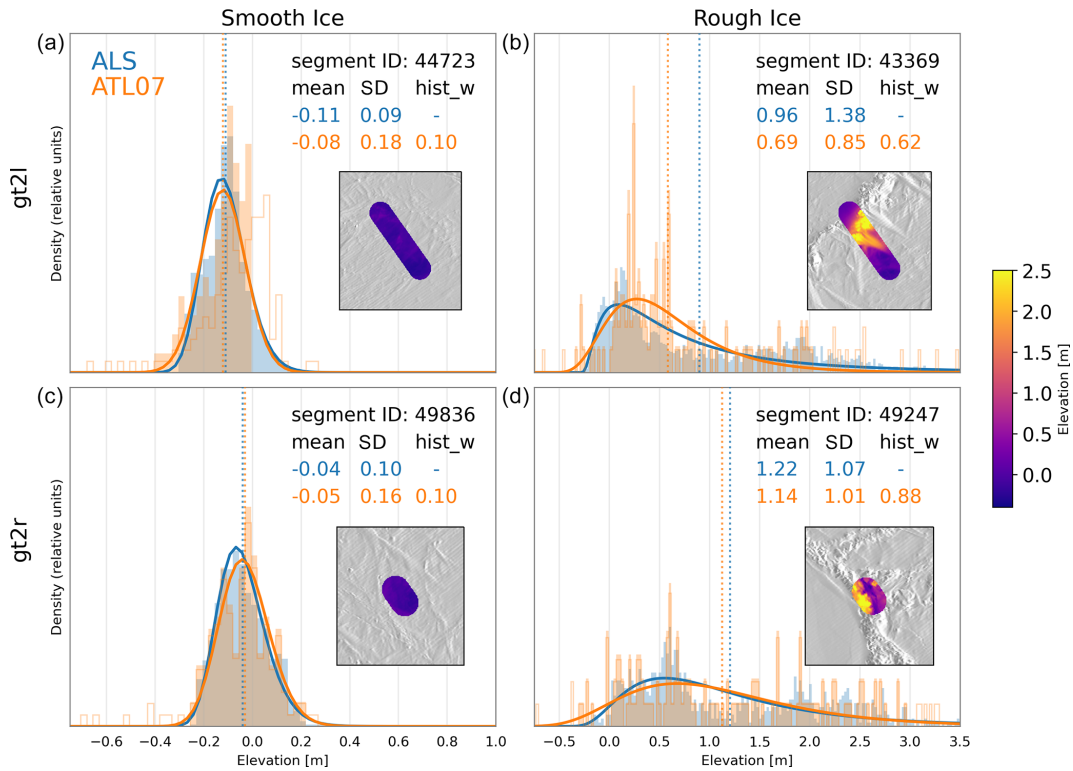 Smooth Ice
Rough Ice
(a)
ALS
ATL07
segment ID: 44723
mean SD hist_w
-0.11 0.09 -
-0.08 0.18 0.10
gt2l
Density (relative units)
(b)
segment ID: 43369
mean SD hist_w
0.96 1.38 -
0.69 0.85 0.62
(c)
segment ID: 49836
mean SD hist_w
-0.04 0.10 -
-0.05 0.16 0.10
gt2r
Density (relative units)
−0.6 −0.4 −0.2 0.0 0.2 0.4 0.6 0.8 1.0
Elevation [m]
(d)
segment ID: 49247
mean SD hist_w
1.22 1.07 -
1.14 1.01 0.88
−0.5 0.0 0.5 1.0 1.5 2.0 2.5 3.0 3.5
Elevation [m]
2.5
2.0
1.5
1.0
0.5
0.0
Elevation [m]